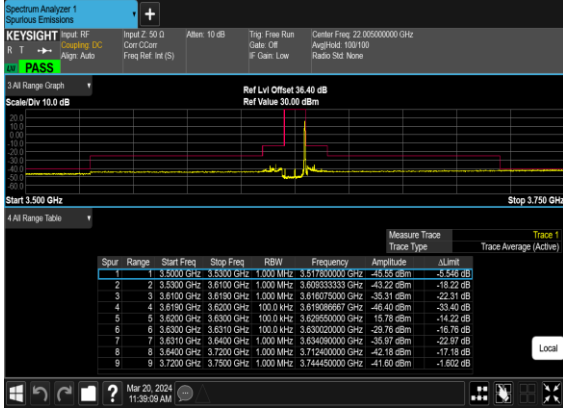 Spectrum Analyzer 1
Spurious Emissions
+
KEYSIGHT Input: RF Input Z: 50 Ω Atten: 10 dB Trig: Free Run Center Freq: 22.005000000 GHz
R T Coupling: DC Corr CCorr Gate: Off Avg|Hold: 100/100
Align: Auto Freq Ref: Int (S) IF Gain: Low Radio Std: None
PASS
3 All Range Graph
Ref Lvl Offset 36.40 dB
Scale/Div 10.0 dB Ref Value 30.00 dBm
20.0
10.0
0.00
-10.0
-20.0
-30.0
-40.0
-50.0
-60.0
Start 3.500 GHz Stop 3.750 GHz
4 All Range Table
Measure Trace Trace 1
Trace Type Trace Average (Active)
Spur Range Start Freq Stop Freq RBW Frequency Amplitude ΔLimit
1 1 3.5000 GHz 3.5300 GHz 1.000 MHz 3.517800000 GHz -45.55 dBm -5.546 dB
2 2 3.5300 GHz 3.6100 GHz 1.000 MHz 3.609333333 GHz -43.22 dBm -18.22 dB
3 3 3.6100 GHz 3.6190 GHz 1.000 MHz 3.616075000 GHz -35.31 dBm -22.31 dB
4 4 3.6190 GHz 3.6200 GHz 100.0 kHz 3.619086667 GHz -46.40 dBm -33.40 dB
5 5 3.6200 GHz 3.6300 GHz 100.0 kHz 3.629550000 GHz 15.78 dBm -14.22 dB
6 6 3.6300 GHz 3.6310 GHz 100.0 kHz 3.630020000 GHz -29.76 dBm -16.76 dB
7 7 3.6310 GHz 3.6400 GHz 1.000 MHz 3.634090000 GHz -35.97 dBm -22.97 dB
8 8 3.6400 GHz 3.7200 GHz 1.000 MHz 3.712400000 GHz -42.18 dBm -17.18 dB
9 9 3.7200 GHz 3.7500 GHz 1.000 MHz 3.744450000 GHz -41.60 dBm -1.602 dB
Local
? Mar 20, 2024
11:39:09 AM